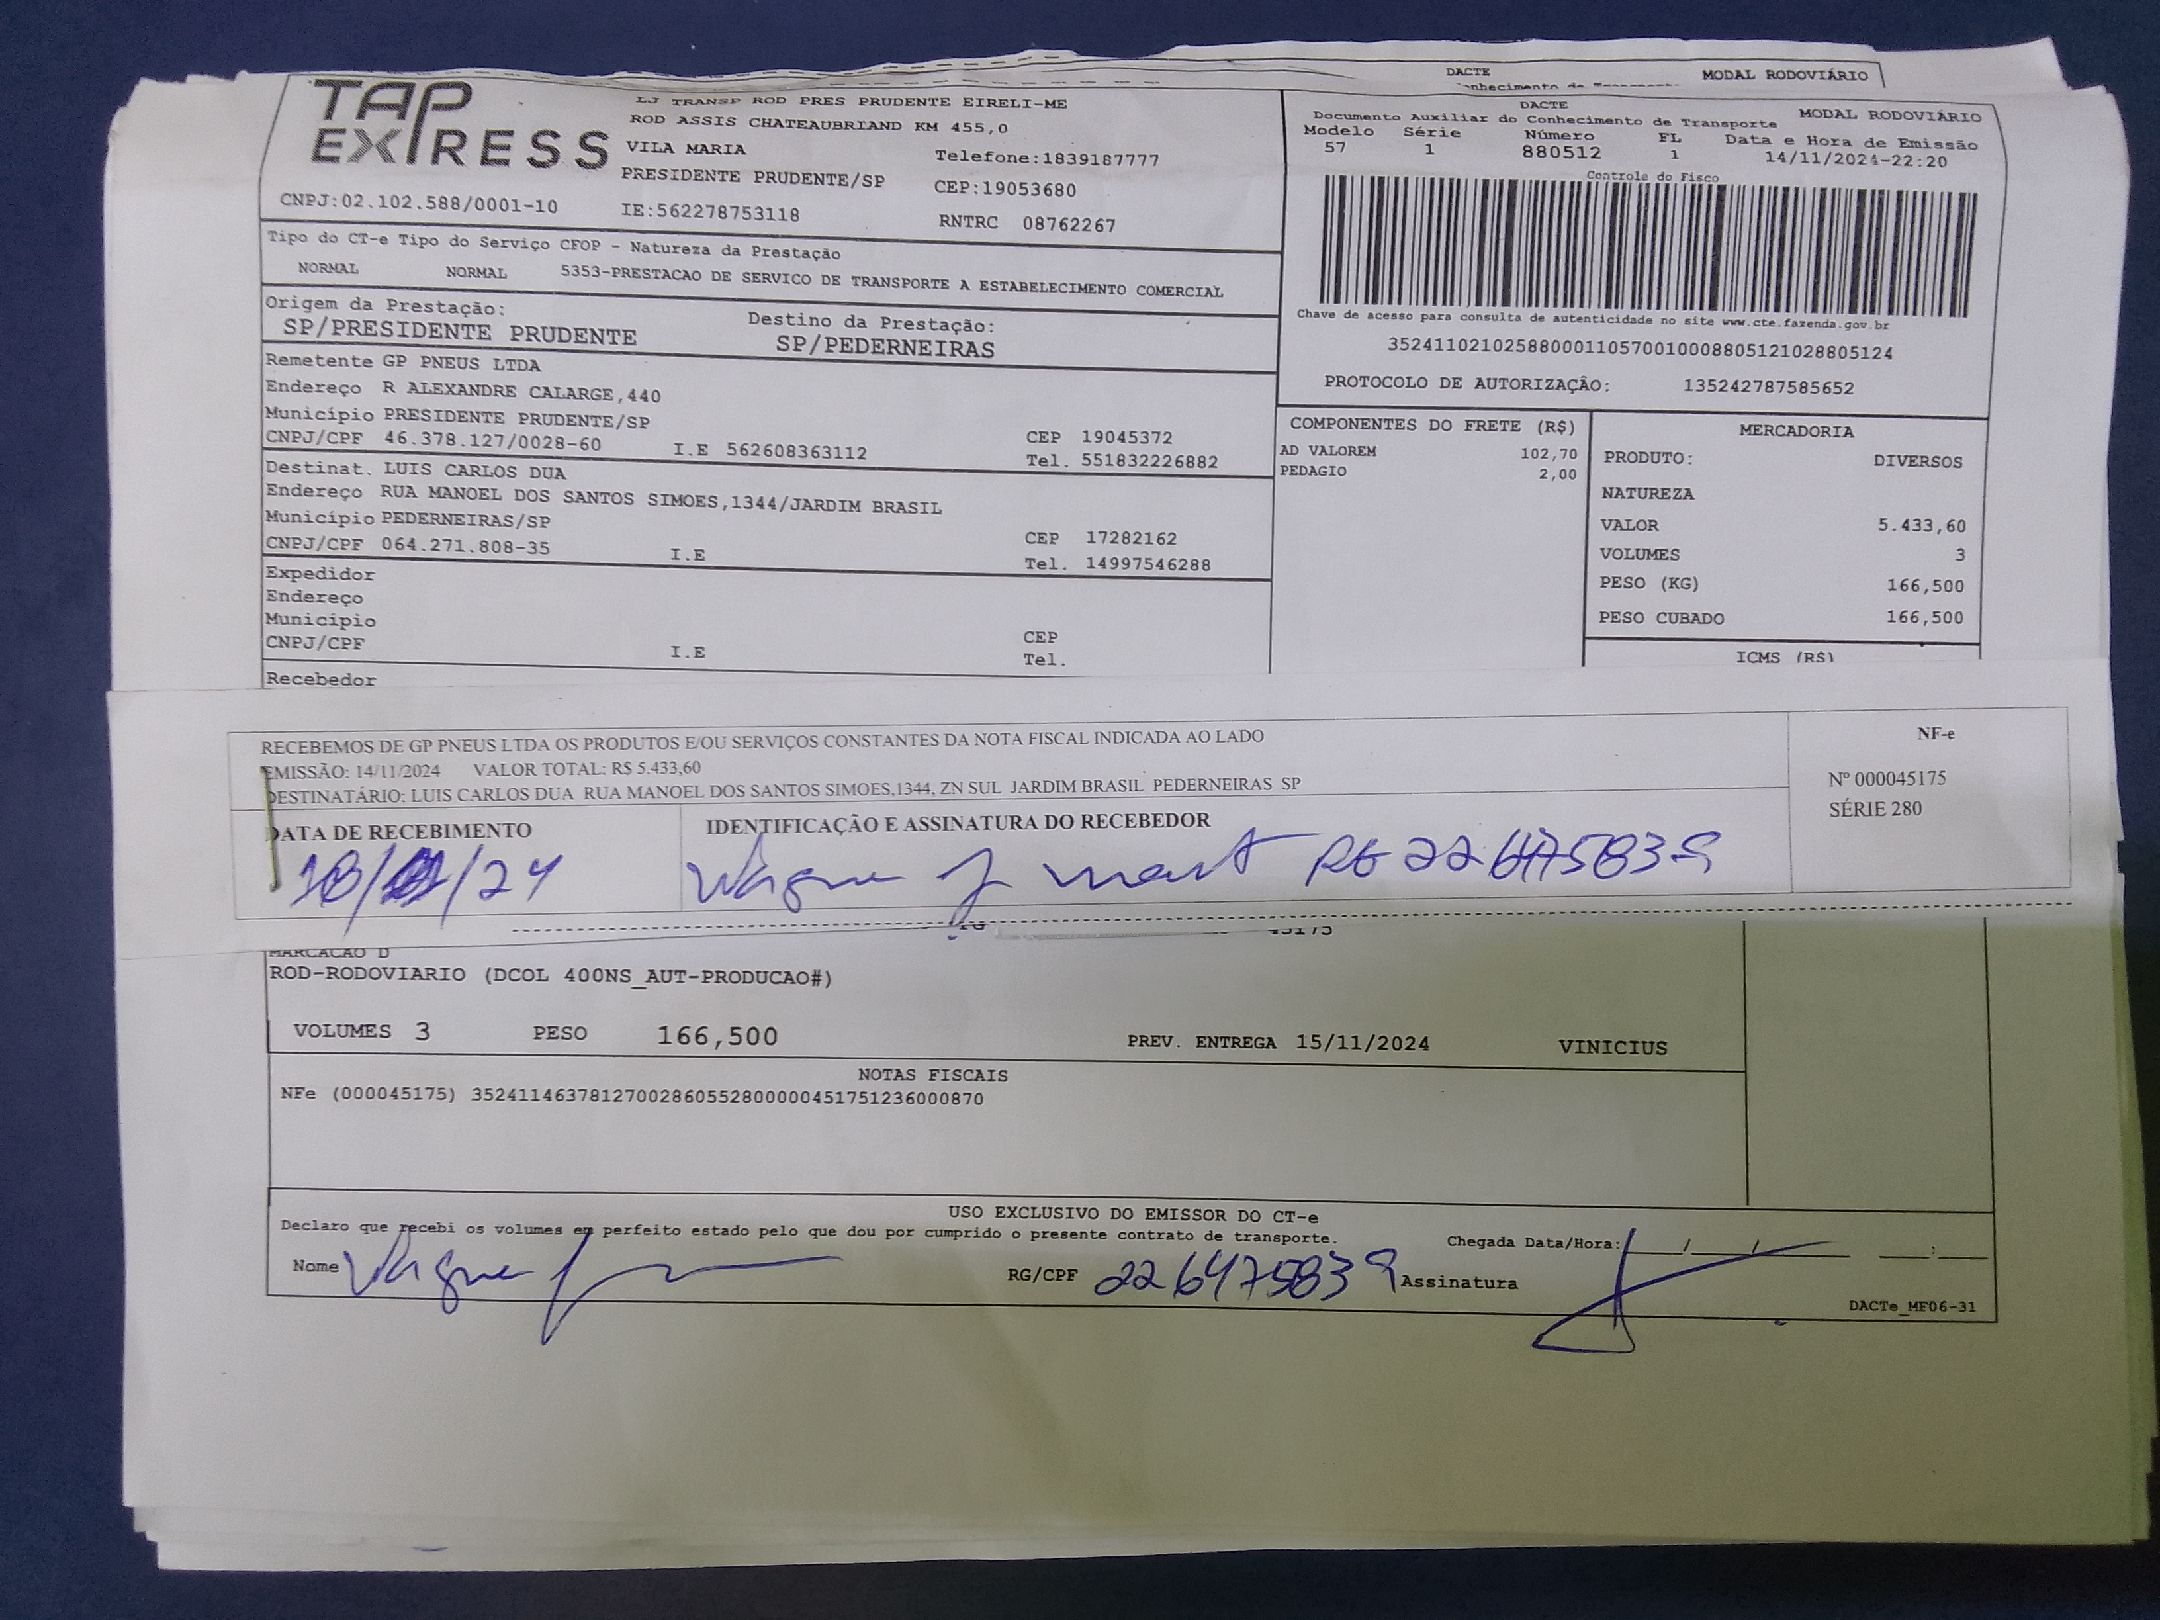 DACTE
MODAL RODOVIÁRIO
TAP EXPRESS
LJ TRANSP ROD PRES PRUDENTE EIRELI-ME
ROD ASSIS CHATEAUBRIAND KM 455,0
VILA MARIA Telefone:1839187777
PRESIDENTE PRUDENTE/SP CEP:19053680
CNPJ:02.102.588/0001-10 IE:562278753118 RNTRC 08762267
DACTE MODAL RODOVIÁRIO
Documento Auxiliar do Conhecimento de Transporte
Modelo Série Número FL Data e Hora de Emissão
57 1 880512 1 14/11/2024-22:20
Controle do Fisco
Chave de acesso para consulta de autenticidade no site www.cte.fazenda.gov.br
35241102102588000110570010008805121028805124
PROTOCOLO DE AUTORIZAÇÃO: 135242787585652
Tipo do CT-e Tipo do Serviço CFOP - Natureza da Prestação
NORMAL NORMAL 5353-PRESTACAO DE SERVICO DE TRANSPORTE A ESTABELECIMENTO COMERCIAL
Origem da Prestação: Destino da Prestação:
SP/PRESIDENTE PRUDENTE SP/PEDERNEIRAS
Remetente GP PNEUS LTDA
Endereço R ALEXANDRE CALARGE,440
Município PRESIDENTE PRUDENTE/SP CEP 19045372
CNPJ/CPF 46.378.127/0028-60 I.E 562608363112 Tel. 551832226882
Destinat. LUIS CARLOS DUA
Endereço RUA MANOEL DOS SANTOS SIMOES,1344/JARDIM BRASIL
Município PEDERNEIRAS/SP CEP 17282162
CNPJ/CPF 064.271.808-35 I.E Tel. 14997546288
Expedidor
Endereço
Município CEP
CNPJ/CPF I.E Tel.
Recebedor
COMPONENTES DO FRETE (R$)
AD VALOREM 102,70
PEDAGIO 2,00
MERCADORIA
PRODUTO: DIVERSOS
NATUREZA
VALOR 5.433,60
VOLUMES 3
PESO (KG) 166,500
PESO CUBADO 166,500
ICMS (R$)
RECEBEMOS DE GP PNEUS LTDA OS PRODUTOS E/OU SERVIÇOS CONSTANTES DA NOTA FISCAL INDICADA AO LADO
EMISSÃO: 14/11/2024 VALOR TOTAL: R$ 5.433,60
DESTINATÁRIO: LUIS CARLOS DUA RUA MANOEL DOS SANTOS SIMOES,1344, ZN SUL JARDIM BRASIL PEDERNEIRAS SP
NF-e
Nº 000045175
SÉRIE 280
DATA DE RECEBIMENTO IDENTIFICAÇÃO E ASSINATURA DO RECEBEDOR
/24 RG 226475839
45175
MARCACAO D
ROD-RODOVIARIO (DCOL 400NS_AUT-PRODUCAO#)
VOLUMES 3 PESO 166,500 PREV. ENTREGA 15/11/2024 VINICIUS
NOTAS FISCAIS
NFe (000045175) 35241146378127002860552800000451751236000870
USO EXCLUSIVO DO EMISSOR DO CT-e
Declaro que recebi os volumes em perfeito estado pelo que dou por cumprido o presente contrato de transporte. Chegada Data/Hora:
Nome Vagner RG/CPF 226475839 Assinatura
DACTe_MF06-31